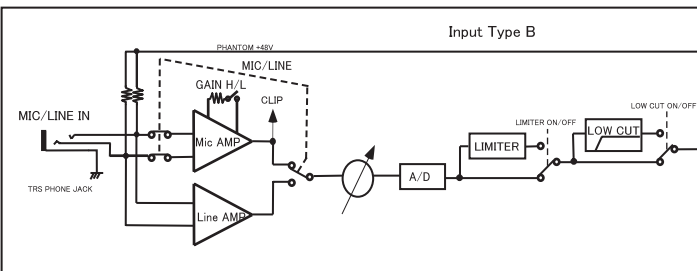 Input Type B
PHANTOM +48V
MIC/LINE
GAIN H/L
CLIP
MIC/LINE IN
Mic AMP
LIMITER ON/OFF
LOW CUT ON/OFF
LIMITER
LOW CUT
A/D
TRS PHONE JACK
Line AMP